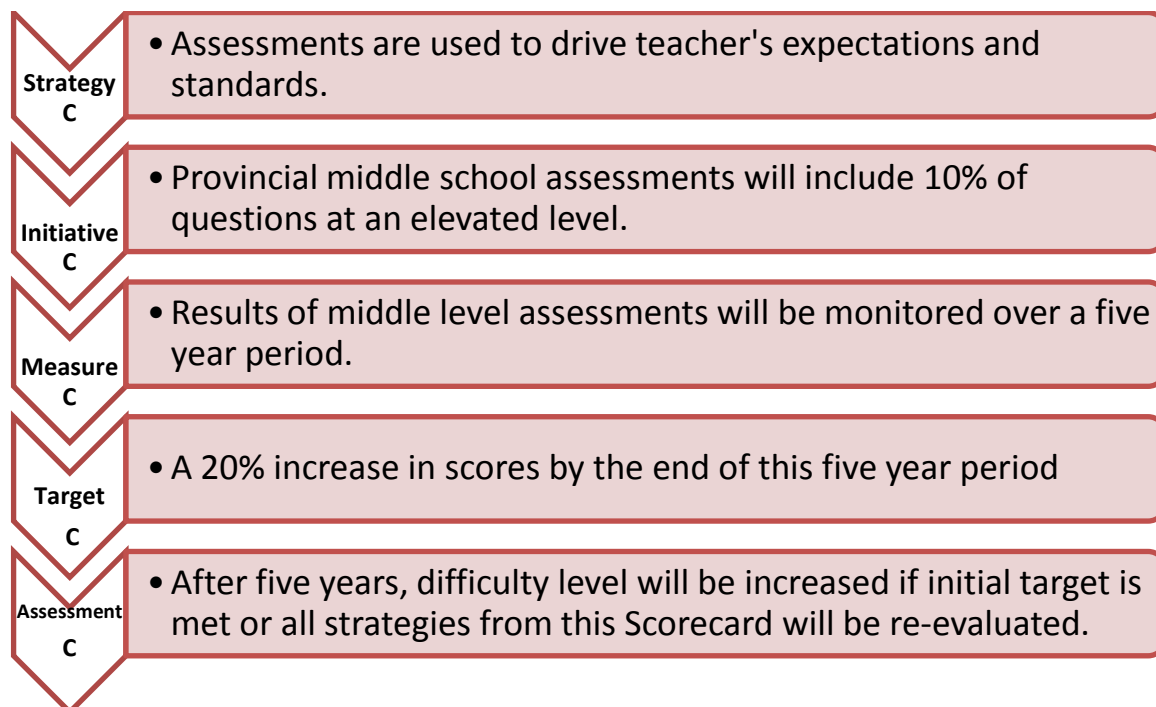 Strategy
C
• Assessments are used to drive teacher's expectations and
standards.
Initiative
C
• Provincial middle school assessments will include 10% of
questions at an elevated level.
Measure
C
• Results of middle level assessments will be monitored over a five
year period.
Target
C
• A 20% increase in scores by the end of this five year period
Assessment
C
• After five years, difficulty level will be increased if initial target is
met or all strategies from this Scorecard will be re-evaluated.